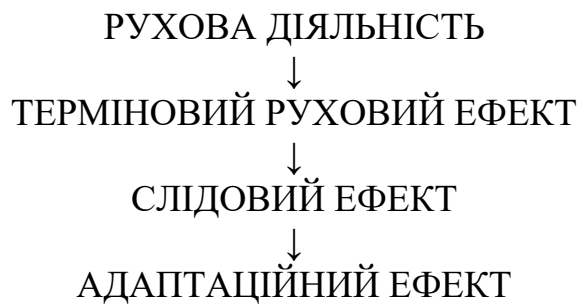 РУХОВА ДІЯЛЬНІСТЬ
↓
ТЕРМІНОВИЙ РУХОВИЙ ЕФЕКТ
↓
СЛІДОВИЙ ЕФЕКТ
↓
АДАПТАЦІЙНИЙ ЕФЕКТ